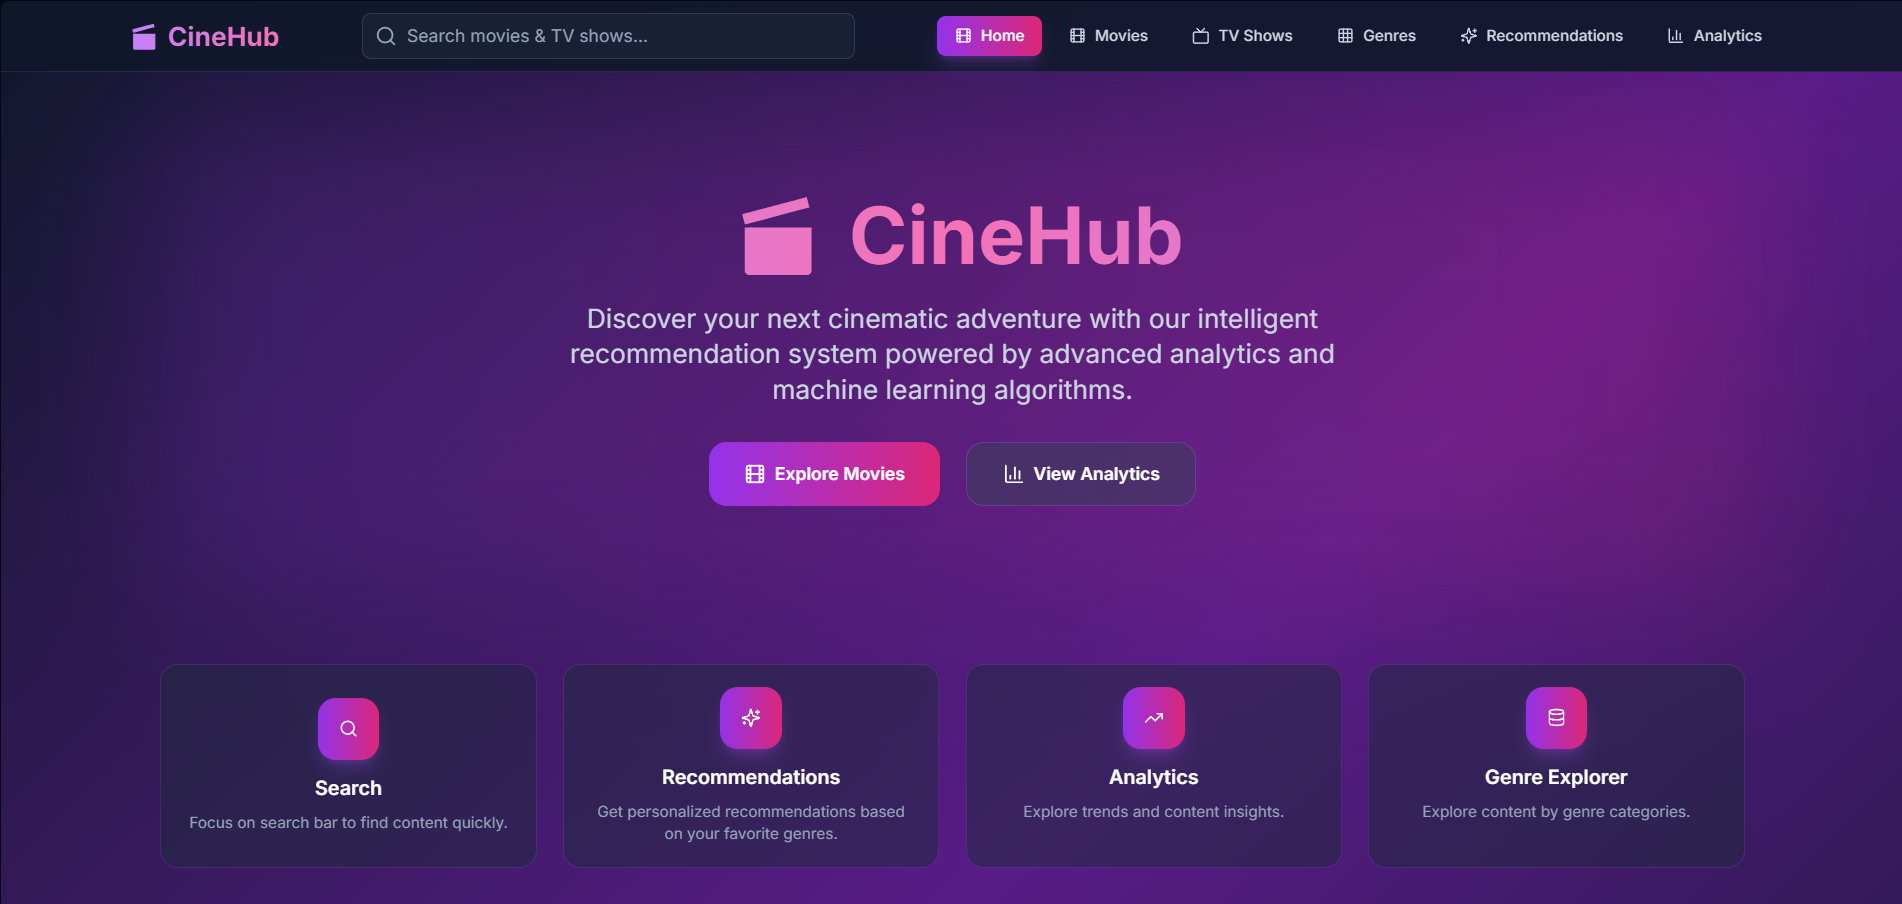 CineHub
Search movies & TV shows...
Home
Movies
TV Shows
Genres
Recommendations
Analytics
CineHub
Discover your next cinematic adventure with our intelligent
recommendation system powered by advanced analytics and
machine learning algorithms.
Explore Movies
View Analytics
Search
Focus on search bar to find content quickly.
Recommendations
Get personalized recommendations based
on your favorite genres.
Analytics
Explore trends and content insights.
Genre Explorer
Explore content by genre categories.